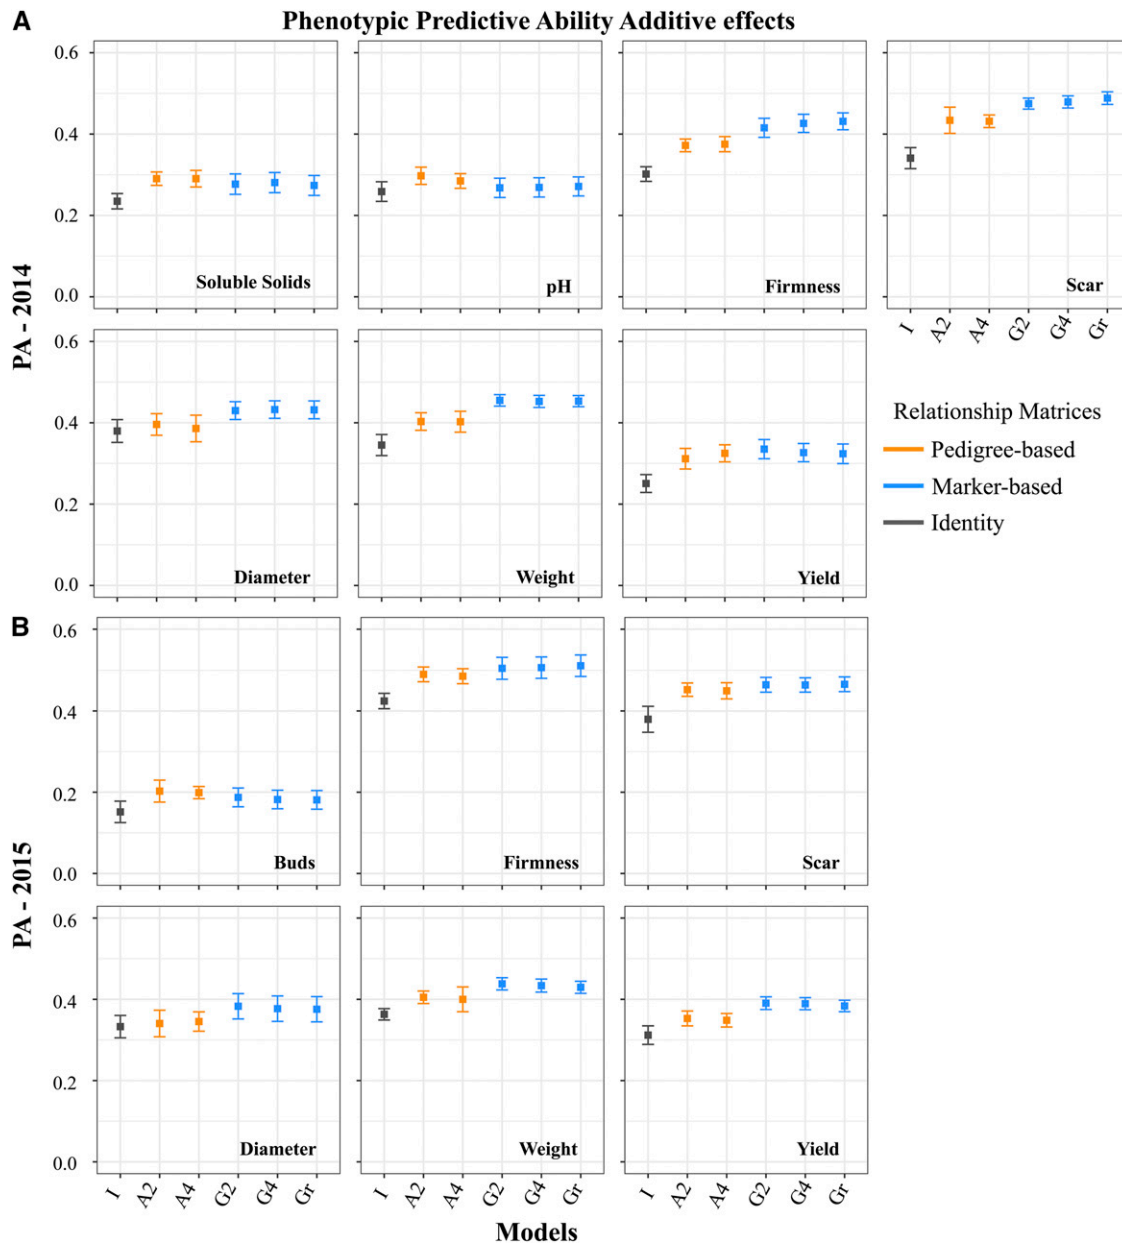 A
Phenotypic Predictive Ability Additive effects
PA - 2014
0.6
0.4
0.2
0.0
Soluble Solids
pH
Firmness
Scar
I A2 A4 G2 G4 Gr
0.6
0.4
0.2
0.0
Diameter
Weight
Yield
Relationship Matrices
Pedigree-based
Marker-based
Identity
B
PA - 2015
0.6
0.4
0.2
0.0
Buds
Firmness
Scar
0.6
0.4
0.2
0.0
Diameter
Weight
Yield
I A2 A4 G2 G4 Gr
I A2 A4 G2 G4 Gr
I A2 A4 G2 G4 Gr
Models